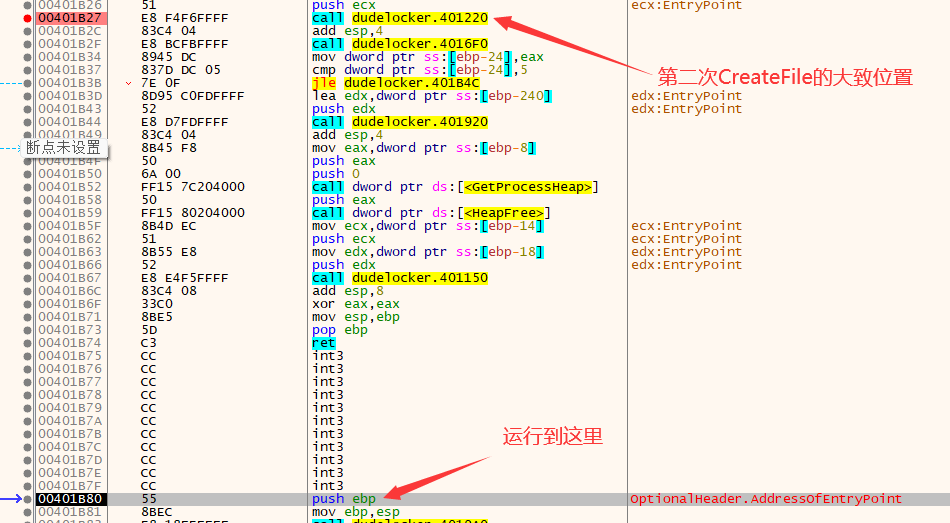 00401B26 51 push ecx ecx:EntryPoint
00401B27 E8 F4F6FFFF call dudelocker.401220
00401B2C 83C4 04 add esp,4
00401B2F E8 BCFBFFFF call dudelocker.4016F0
00401B34 8945 DC mov dword ptr ss:[ebp-24],eax
00401B37 837D DC 05 cmp dword ptr ss:[ebp-24],5
00401B3B 7E 0F jle dudelocker.401B4C
00401B3D 8D95 C0FDFFFF lea edx,dword ptr ss:[ebp-240] edx:EntryPoint
00401B43 52 push edx edx:EntryPoint
00401B44 E8 D7FDFFFF call dudelocker.401920
00401B49 83C4 04 add esp,4
8B45 F8 mov eax,dword ptr ss:[ebp-8]
00401B4F 50 push eax
00401B50 6A 00 push 0
00401B52 FF15 7C204000 call dword ptr ds:[<GetProcessHeap>]
00401B58 50 push eax
00401B59 FF15 80204000 call dword ptr ds:[<HeapFree>]
00401B5F 8B4D EC mov ecx,dword ptr ss:[ebp-14] ecx:EntryPoint
00401B62 51 push ecx ecx:EntryPoint
00401B63 8B55 E8 mov edx,dword ptr ss:[ebp-18] edx:EntryPoint
00401B66 52 push edx edx:EntryPoint
00401B67 E8 E4F5FFFF call dudelocker.401150
00401B6C 83C4 08 add esp,8
00401B6F 33C0 xor eax,eax
00401B71 8BE5 mov esp,ebp
00401B73 5D pop ebp
00401B74 C3 ret
00401B75 CC int3
00401B76 CC int3
00401B77 CC int3
00401B78 CC int3
00401B79 CC int3
00401B7A CC int3
00401B7B CC int3
00401B7C CC int3
00401B7D CC int3
00401B7E CC int3
00401B7F CC int3
00401B80 55 push ebp OptionalHeader.AddressOfEntryPoint
00401B81 8BEC mov ebp,esp
断点未设置
第二次CreateFile的大致位置
运行到这里